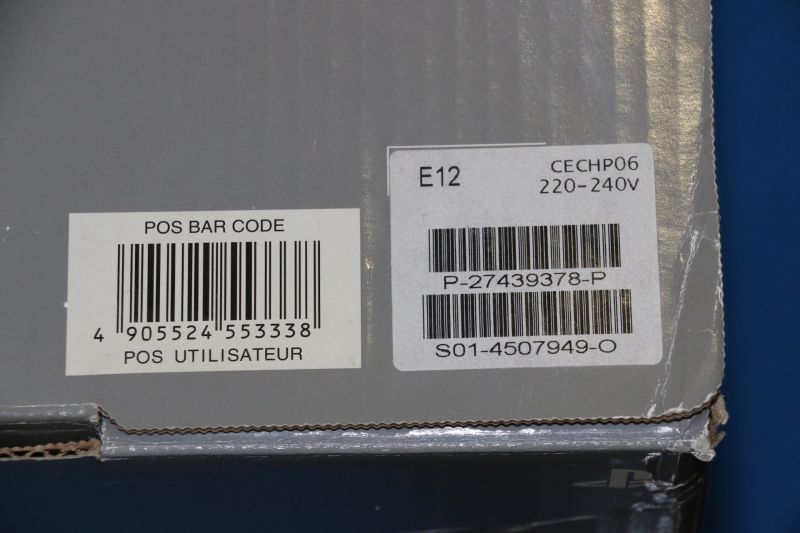 POS BAR CODE
4 905524 553338
POS UTILISATEUR
E12
CECHP06
220-240V
P-27439378-P
S01-4507949-O